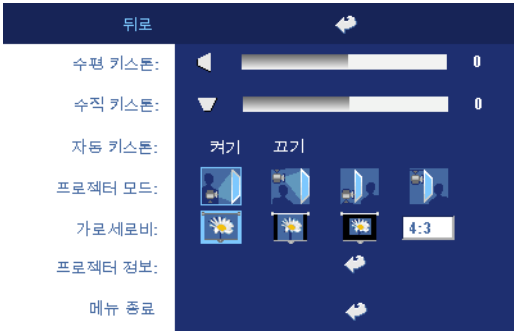 뒤로
수평 키스톤: 0
수직 키스톤: 0
자동 키스톤: 켜기 끄기
프로젝터 모드:
가로세로비: 4:3
프로젝터 정보:
메뉴 종료